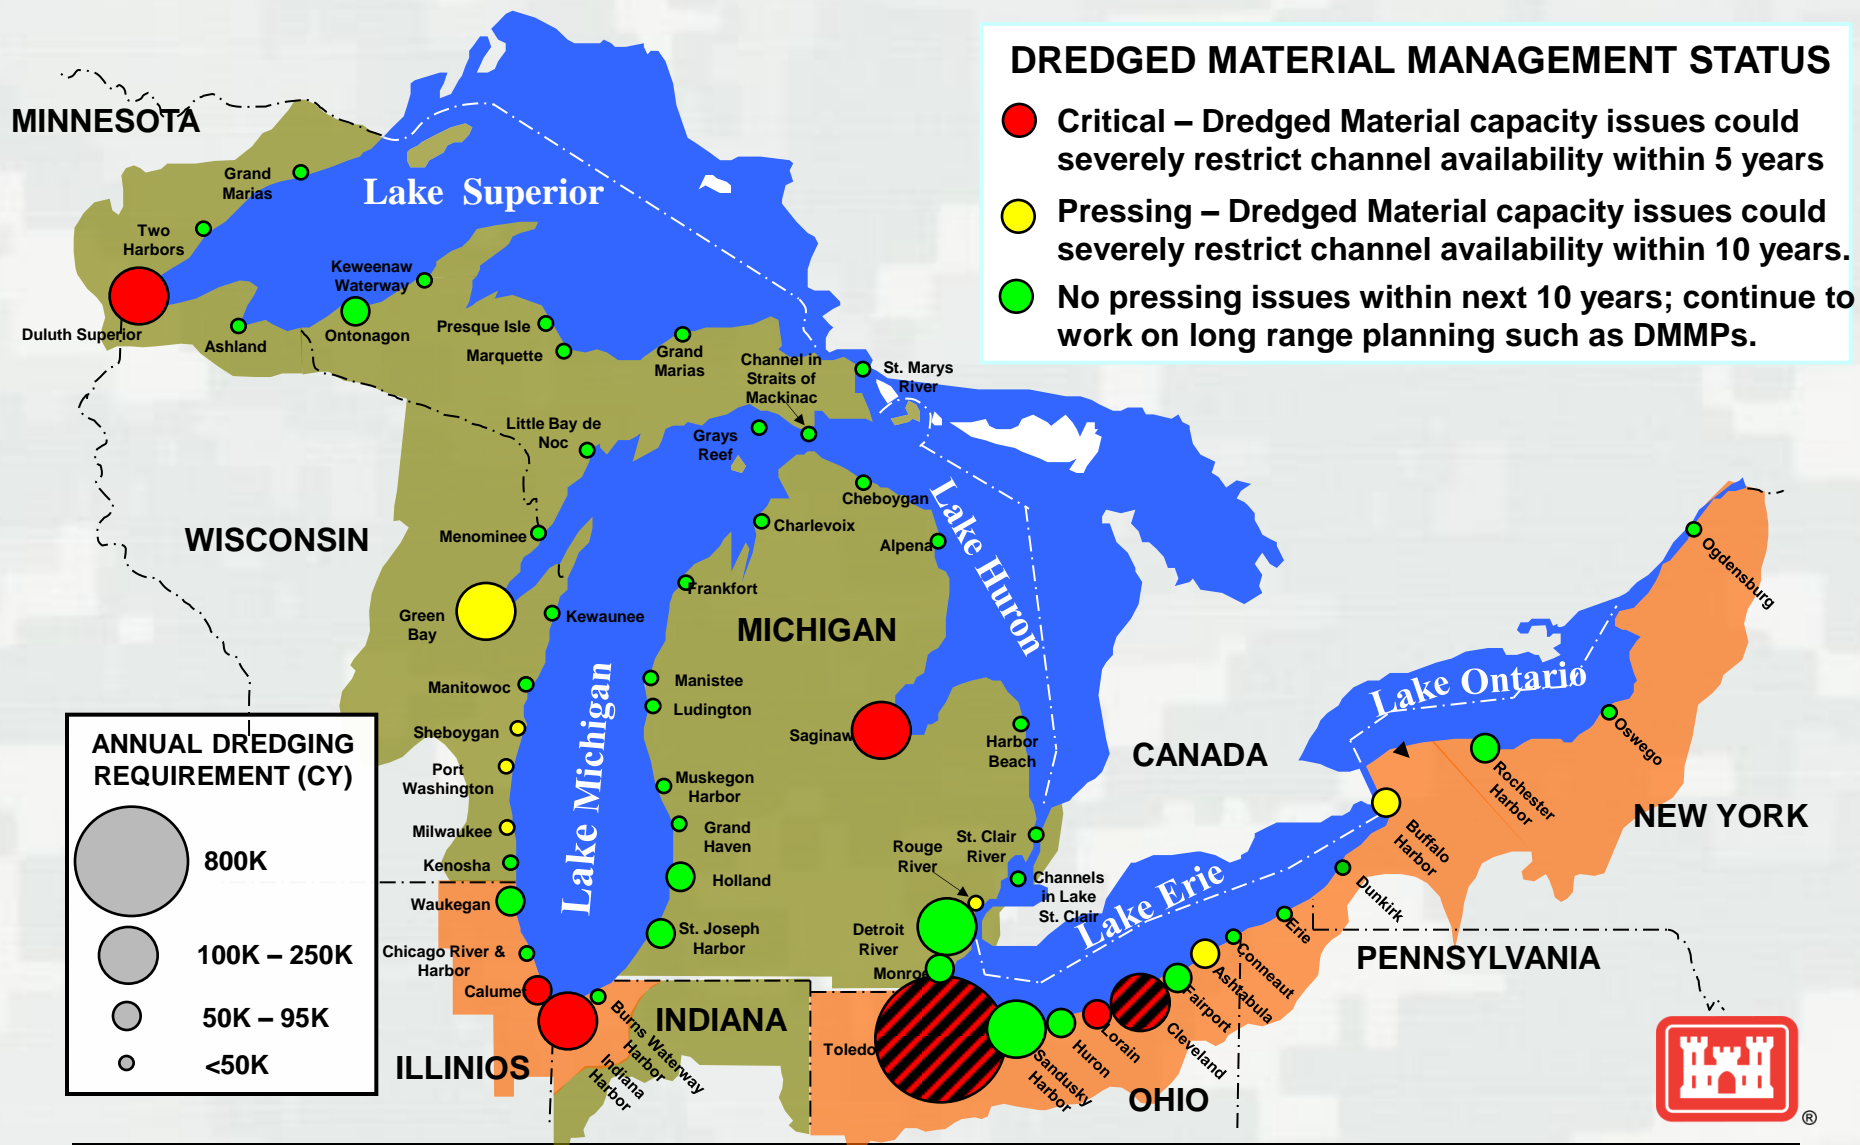 DREDGED MATERIAL MANAGEMENT STATUS
Critical – Dredged Material capacity issues could
severely restrict channel availability within 5 years
Pressing – Dredged Material capacity issues could
severely restrict channel availability within 10 years.
No pressing issues within next 10 years; continue to
work on long range planning such as DMMPs.
MINNESOTA
Grand
Marias
Lake Superior
Two
Harbors
Keweenaw
Waterway
Duluth Superior
Ashland
Ontonagon
Presque Isle
Marquette
Grand
Marias
Channel in
Straits of
Mackinac
St. Marys
River
Little Bay de
Noc
Grays
Reef
Cheboygan
Lake Huron
WISCONSIN
Menominee
Charlevoix
Alpena
Ogdensburg
Frankfort
Green
Bay
Kewaunee
MICHIGAN
Manitowoc
Manistee
Ludington
Lake Michigan
Lake Ontario
Sheboygan
Saginaw
Harbor
Beach
CANADA
Oswego
Port
Washington
Muskegon
Harbor
Rochester
Harbor
NEW YORK
Milwaukee
Grand
Haven
Kenosha
Rouge
River
St. Clair
River
Buffalo
Harbor
Waukegan
Holland
Channels
in Lake
St. Clair
Lake Erie
Dunkirk
Chicago River &
Harbor
St. Joseph
Harbor
Detroit
River
Erie
PENNSYLVANIA
Calumet
Monroe
Conneaut
Ashtabula
Fairport
INDIANA
Burns Waterway
Harbor
Indiana
Harbor
ILLINIOS
Toledo
Sandusky
Harbor
Huron
Lorain
Cleveland
OHIO
ANNUAL DREDGING
REQUIREMENT (CY)
800K
100K – 250K
50K – 95K
<50K
®